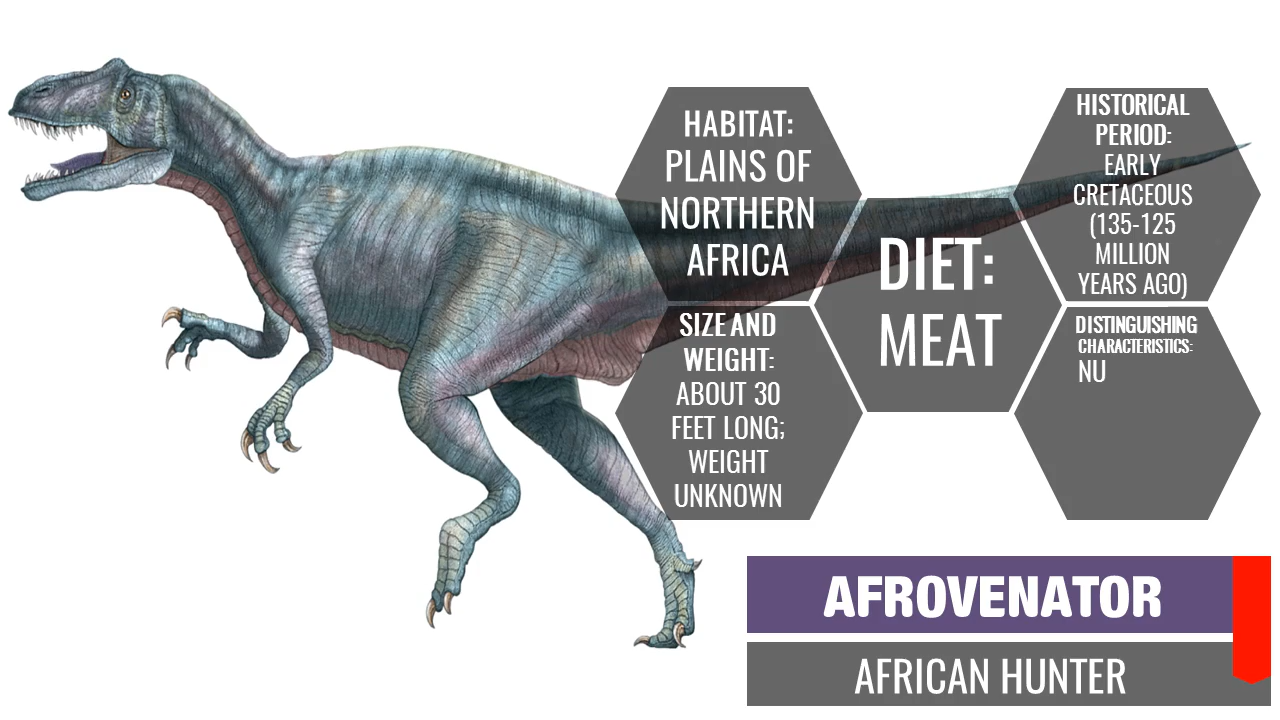 HABITAT:
PLAINS OF
NORTHERN
AFRICA
SIZE AND
WEIGHT:
ABOUT 30
FEET LONG;
WEIGHT
UNKNOWN
DIET:
MEAT
HISTORICAL
PERIOD:
EARLY
CRETACEOUS
(135-125
MILLION
YEARS AGO)
DISTINGUISHING
CHARACTERISTICS:
NU
AFROVENATOR
AFRICAN HUNTER